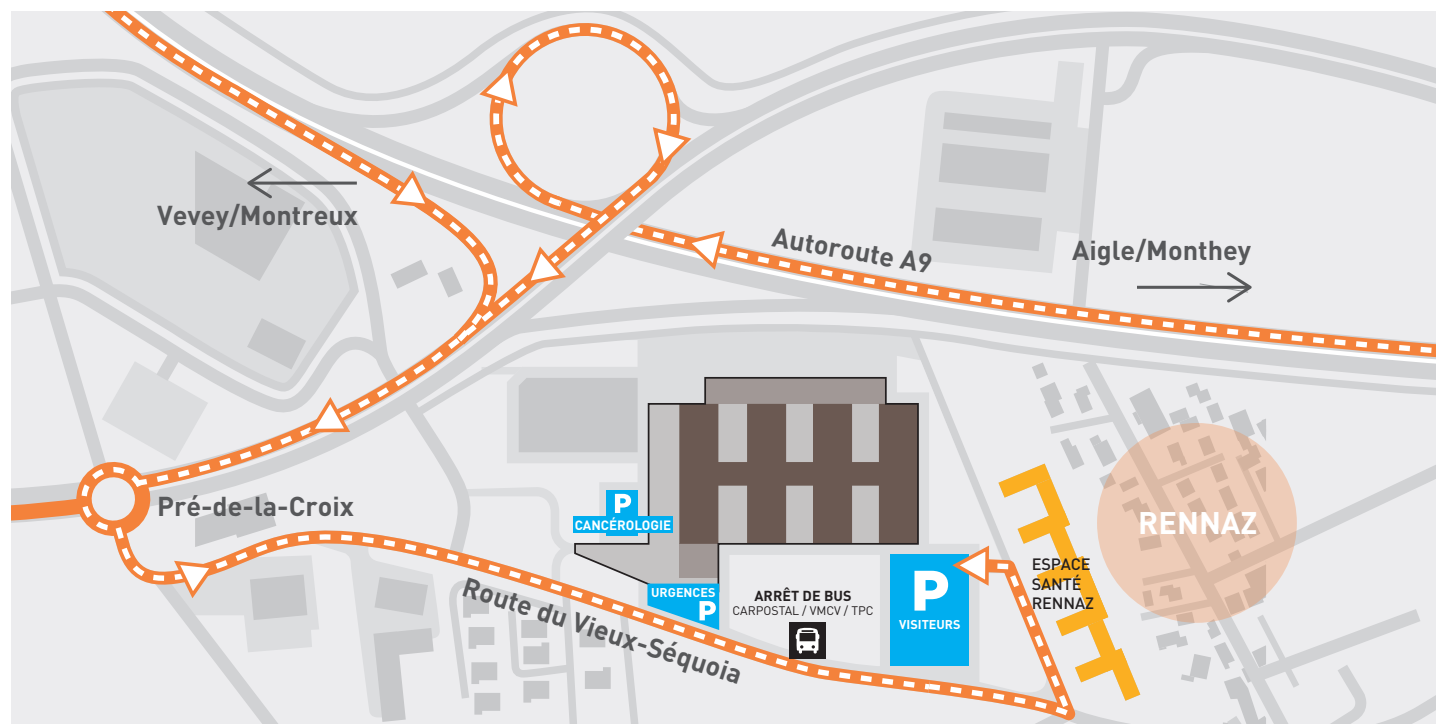 Vevey/Montreux
Autoroute A9
Aigle/Monthey
Pré-de-la-Croix
P
CANCÉROLOGIE
RENNAZ
URGENCES
P
ARRÊT DE BUS
CARPOSTAL / VMCV / TPC
P
VISITEURS
ESPACE
SANTÉ
RENNAZ
Route du Vieux-Séquoia